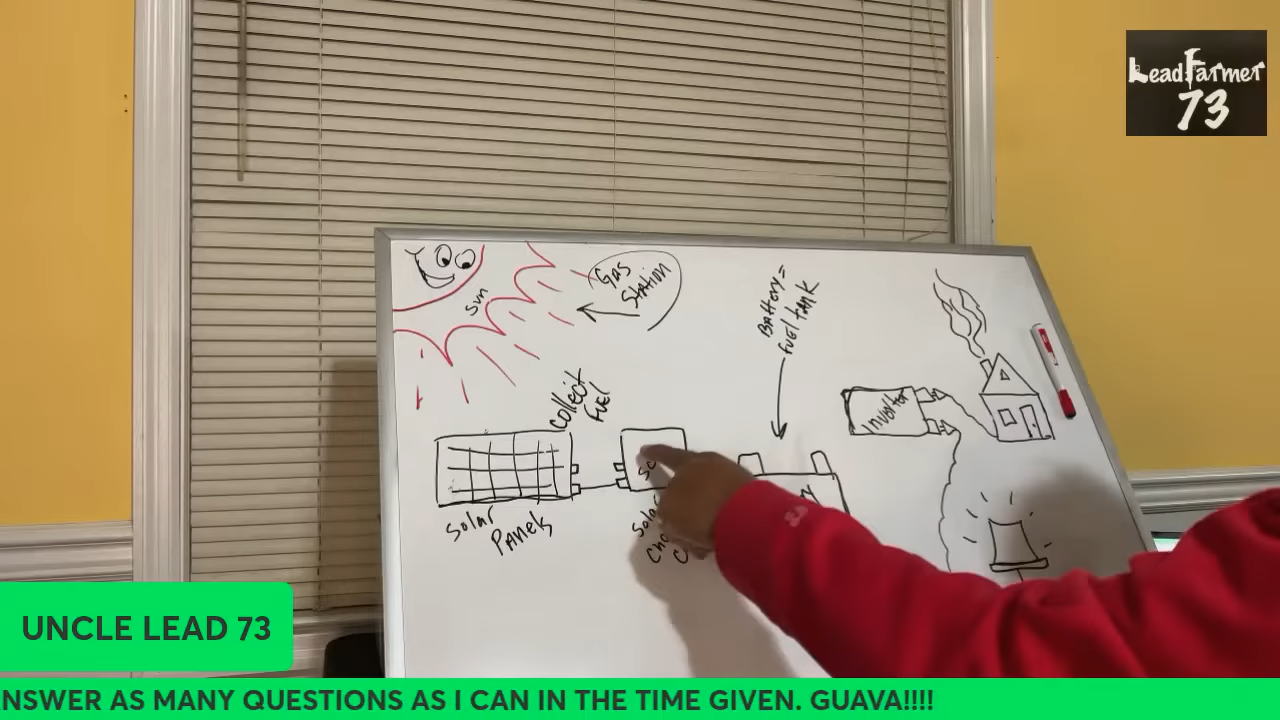 LeadFarmer
73
Sun
Gas
Station
Battery=
Fuel TANK
Collect
Fuel
Inverter
Solar
PANEls
UNCLE LEAD 73
NSWER AS MANY QUESTIONS AS I CAN IN THE TIME GIVEN. GUAVA!!!!